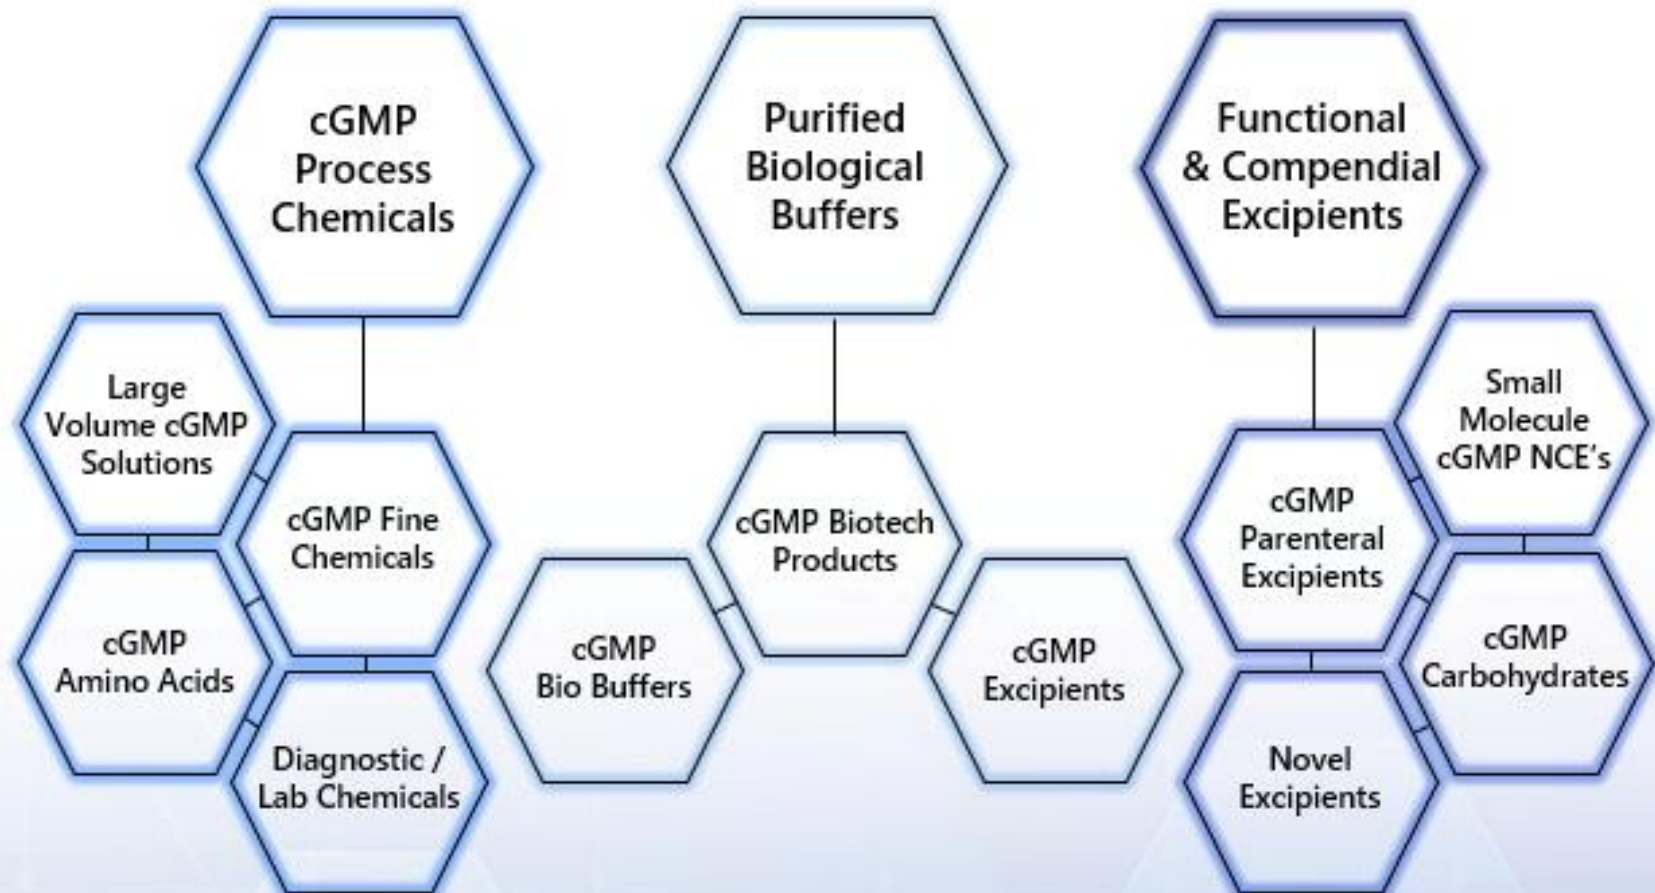 cGMP
Process
Chemicals
Purified
Biological
Buffers
Functional
& Compendial
Excipients
Large
Volume cGMP
Solutions
cGMP Fine
Chemicals
cGMP
Amino Acids
Diagnostic /
Lab Chemicals
cGMP Biotech
Products
cGMP
Bio Buffers
cGMP
Excipients
Small
Molecule
cGMP NCE's
cGMP
Parenteral
Excipients
cGMP
Carbohydrates
Novel
Excipients